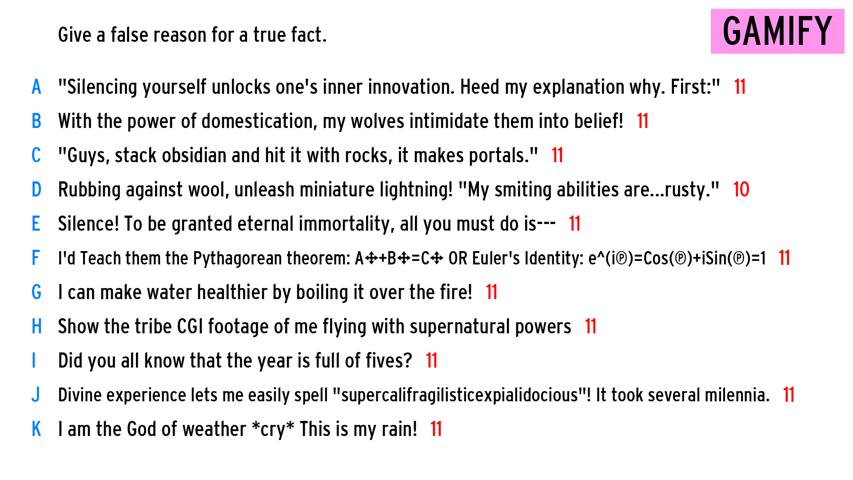 Give a false reason for a true fact.
GAMIFY
A "Silencing yourself unlocks one's inner innovation. Heed my explanation why. First:" 11
B With the power of domestication, my wolves intimidate them into belief! 11
C "Guys, stack obsidian and hit it with rocks, it makes portals." 11
D Rubbing against wool, unleash miniature lightning! "My smiting abilities are...rusty." 10
E Silence! To be granted eternal immortality, all you must do is--- 11
F I'd Teach them the Pythagorean theorem: A✢+B✢=C✢ OR Euler's Identity: e^(i℗)=Cos(℗)+iSin(℗)=1 11
G I can make water healthier by boiling it over the fire! 11
H Show the tribe CGI footage of me flying with supernatural powers 11
I Did you all know that the year is full of fives? 11
J Divine experience lets me easily spell "supercalifragilisticexpialidocious"! It took several milennia. 11
K I am the God of weather *cry* This is my rain! 11